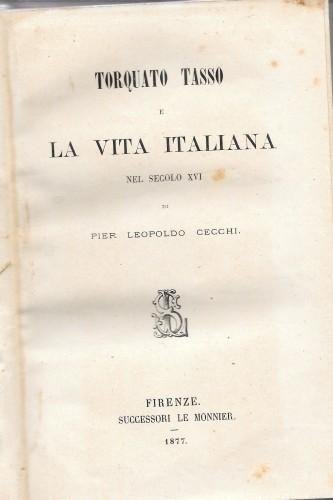 TORQUATO TASSO
E
LA VITA ITALIANA
NEL SECOLO XVI
DI
PIER LEOPOLDO CECCHI.
FIRENZE.
SUCCESSORI LE MONNIER.
—
1877.